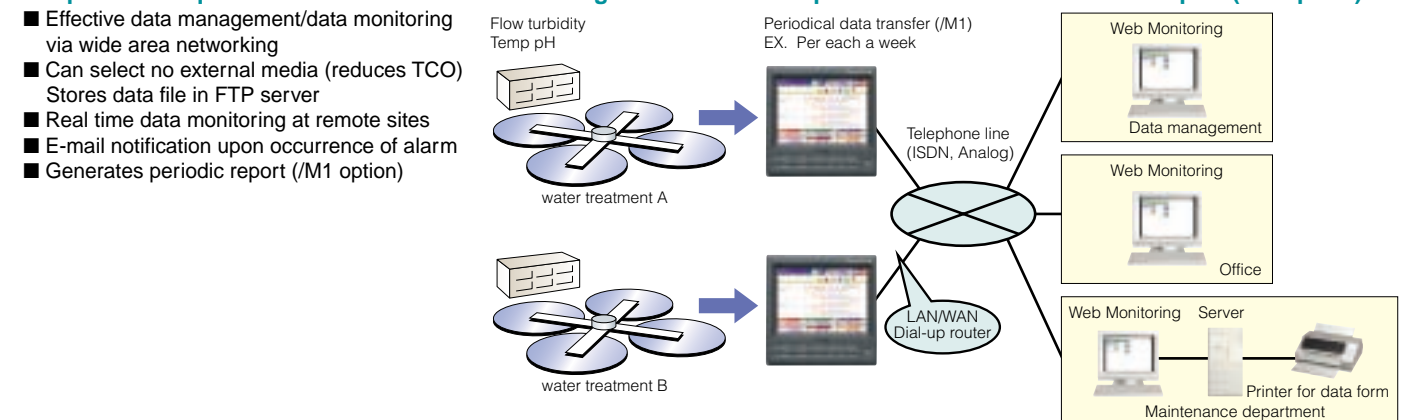 ■ Effective data management/data monitoring
via wide area networking
■ Can select no external media (reduces TCO)
Stores data file in FTP server
■ Real time data monitoring at remote sites
■ E-mail notification upon occurrence of alarm
■ Generates periodic report (/M1 option)
Flow turbidity
Temp pH
water treatment A
water treatment B
Periodical data transfer (/M1)
EX. Per each a week
Telephone line
(ISDN, Analog)
LAN/WAN
Dial-up router
Web Monitoring
Data management
Web Monitoring
Office
Web Monitoring Server
Printer for data form
Maintenance department